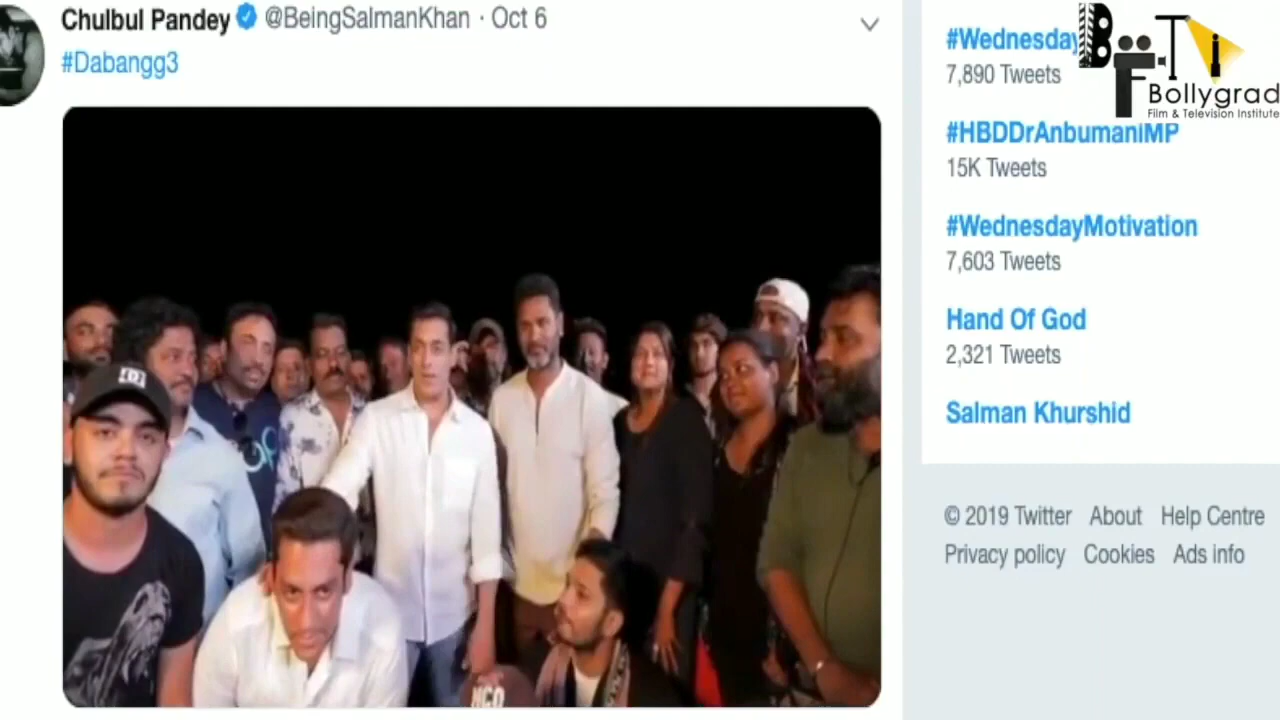 Chulbul Pandey @BeingSalmanKhan · Oct 6
#Dabangg3
#Wednesday
7,890 Tweets
BFTI
Bollygrad
Film & Television Institute
#HBDDrAnbumaniMP
15K Tweets
#WednesdayMotivation
7,603 Tweets
Hand Of God
2,321 Tweets
Salman Khurshid
© 2019 Twitter About Help Centre
Privacy policy Cookies Ads info